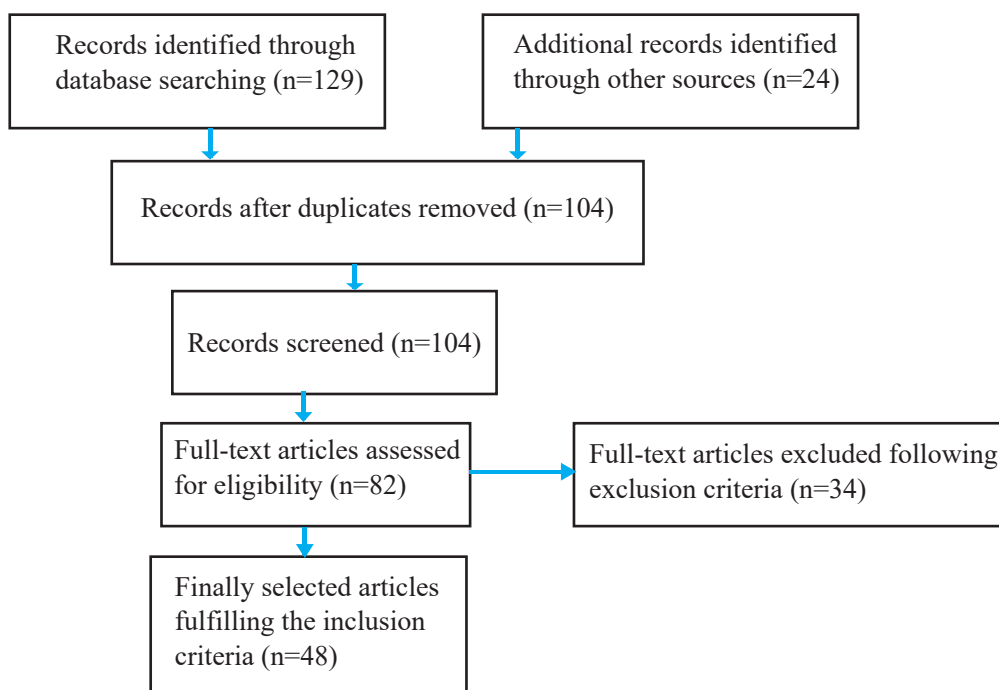 Records identified through
database searching (n=129)
Additional records identified
through other sources (n=24)
Records after duplicates removed (n=104)
Records screened (n=104)
Full-text articles assessed
for eligibility (n=82)
Full-text articles excluded following
exclusion criteria (n=34)
Finally selected articles
fulfilling the inclusion
criteria (n=48)